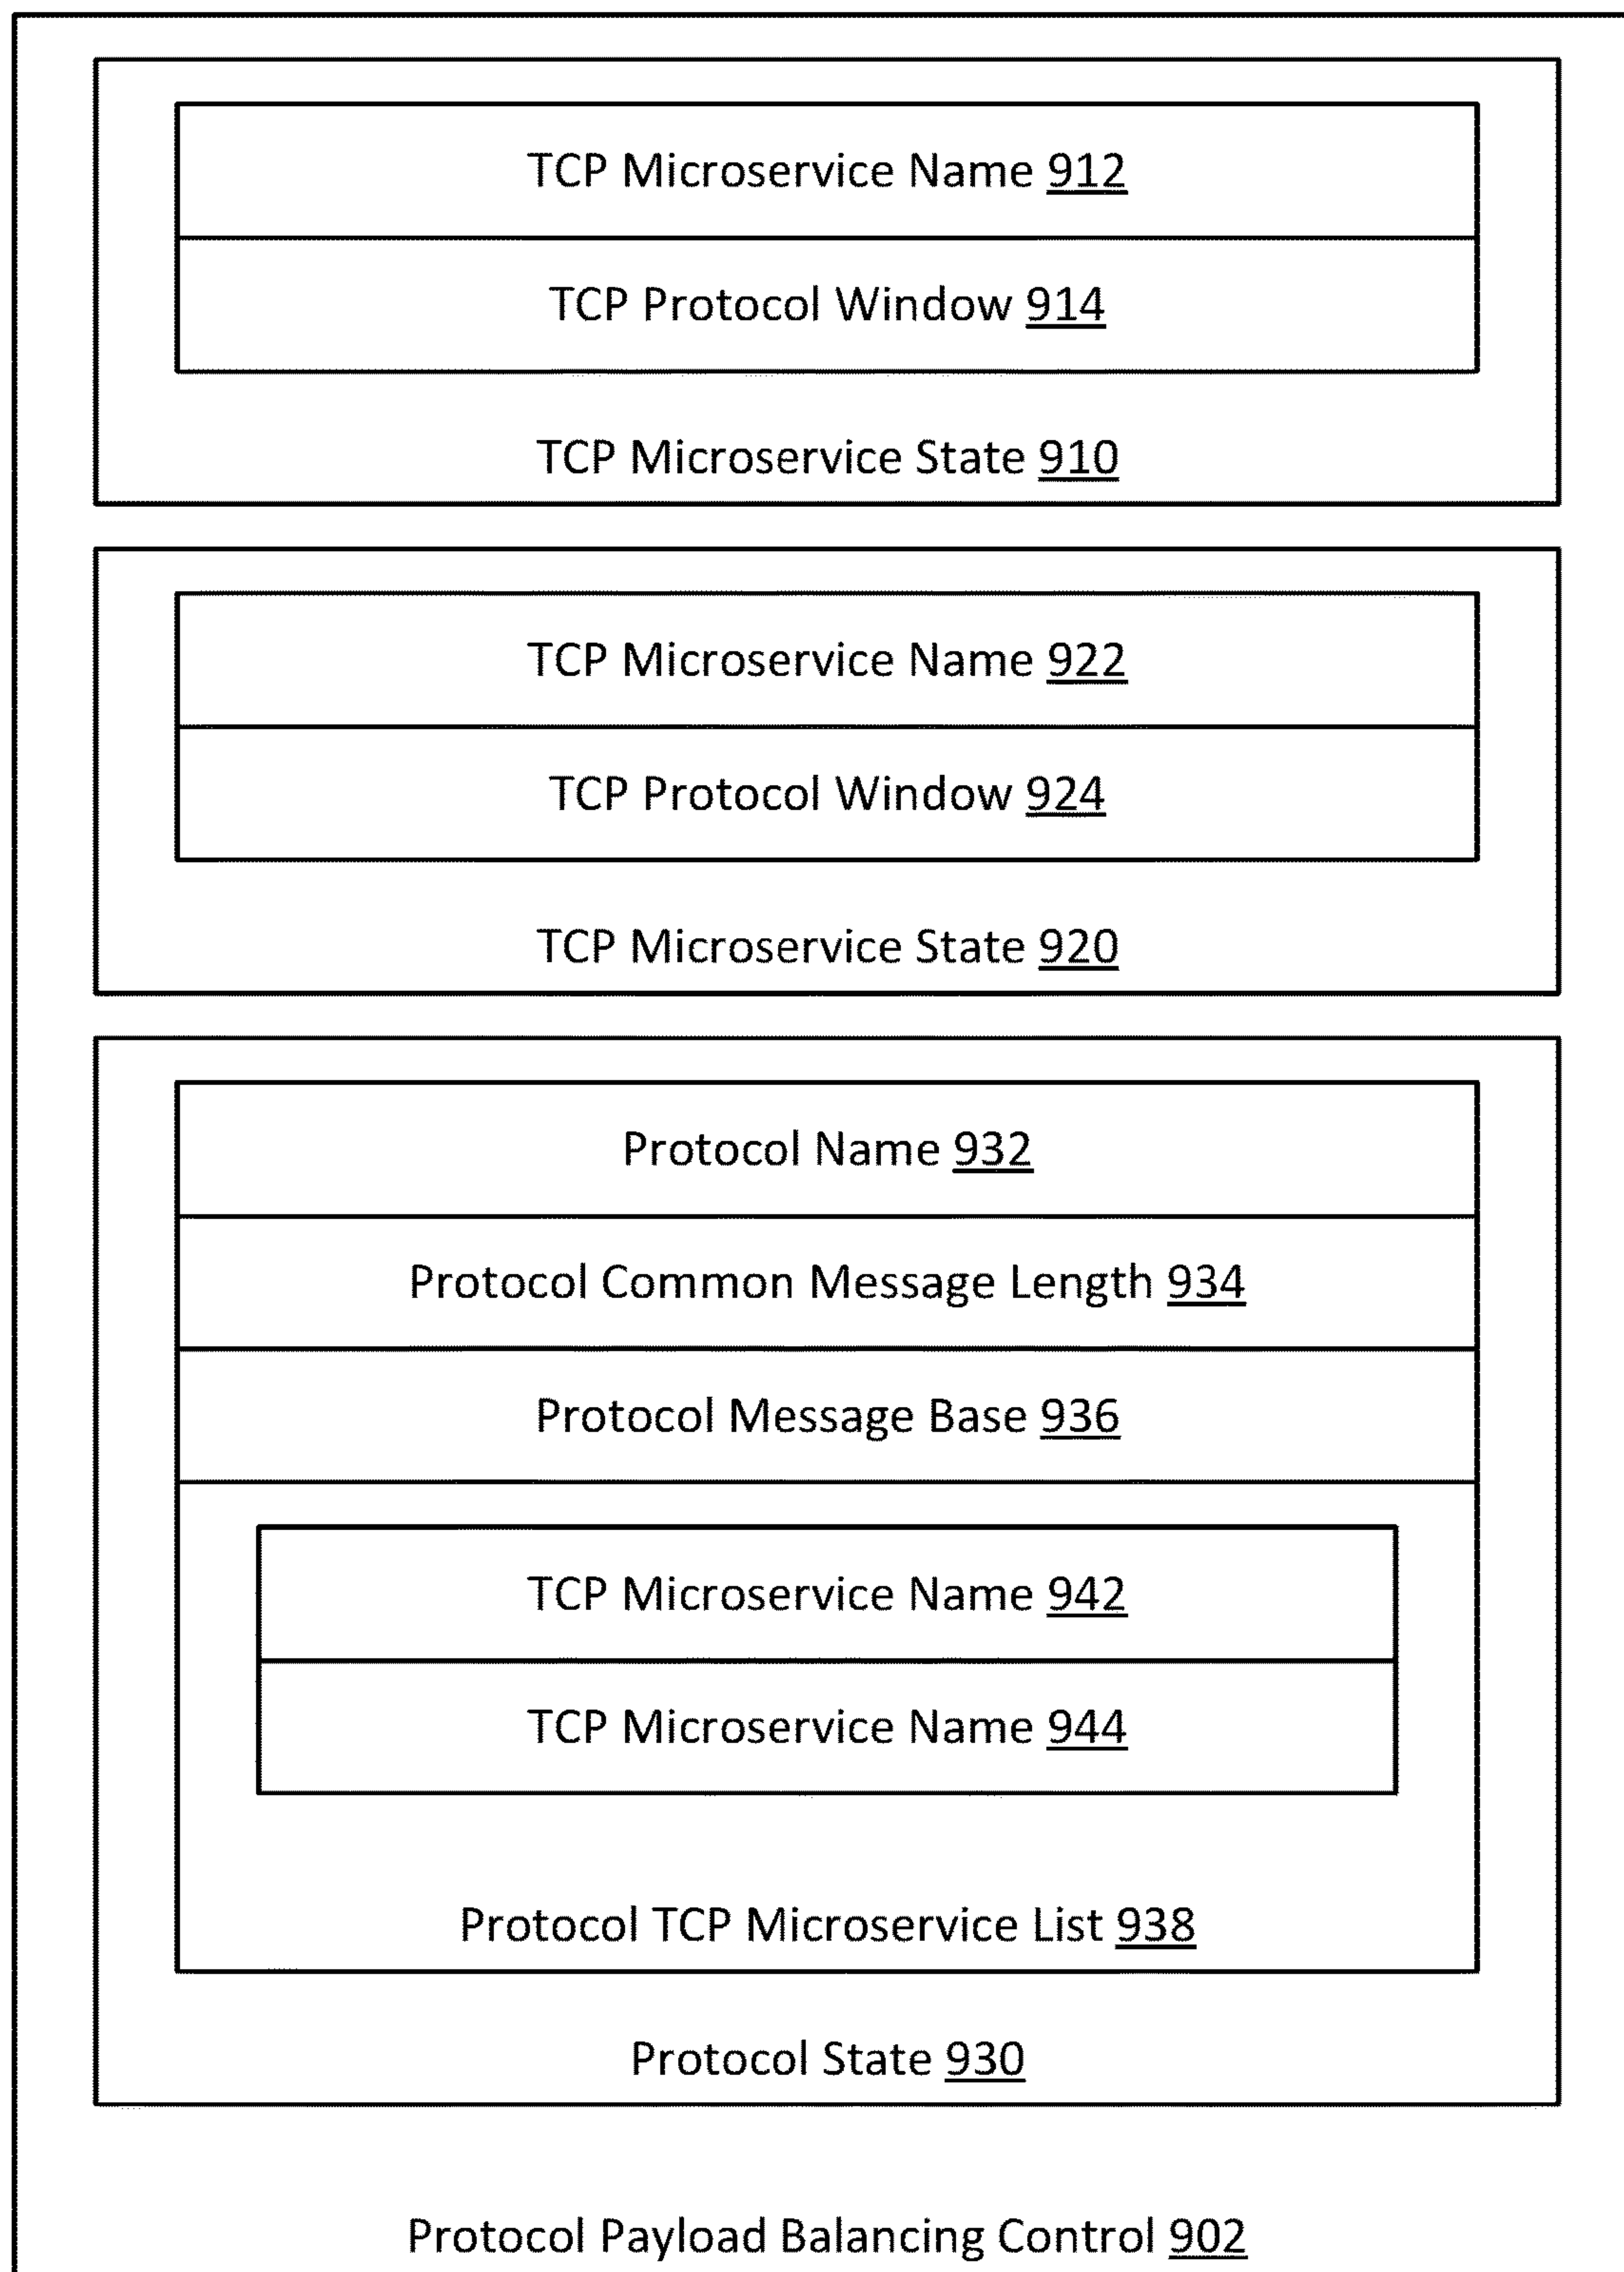 TCP Microservice Name 912
TCP Protocol Window 914
TCP Microservice State 910
TCP Microservice Name 922
TCP Protocol Window 924
TCP Microservice State 920
Protocol Name 932
Protocol Common Message Length 934
Protocol Message Base 936
TCP Microservice Name 942
TCP Microservice Name 944
Protocol TCP Microservice List 938
Protocol State 930
Protocol Payload Balancing Control 902